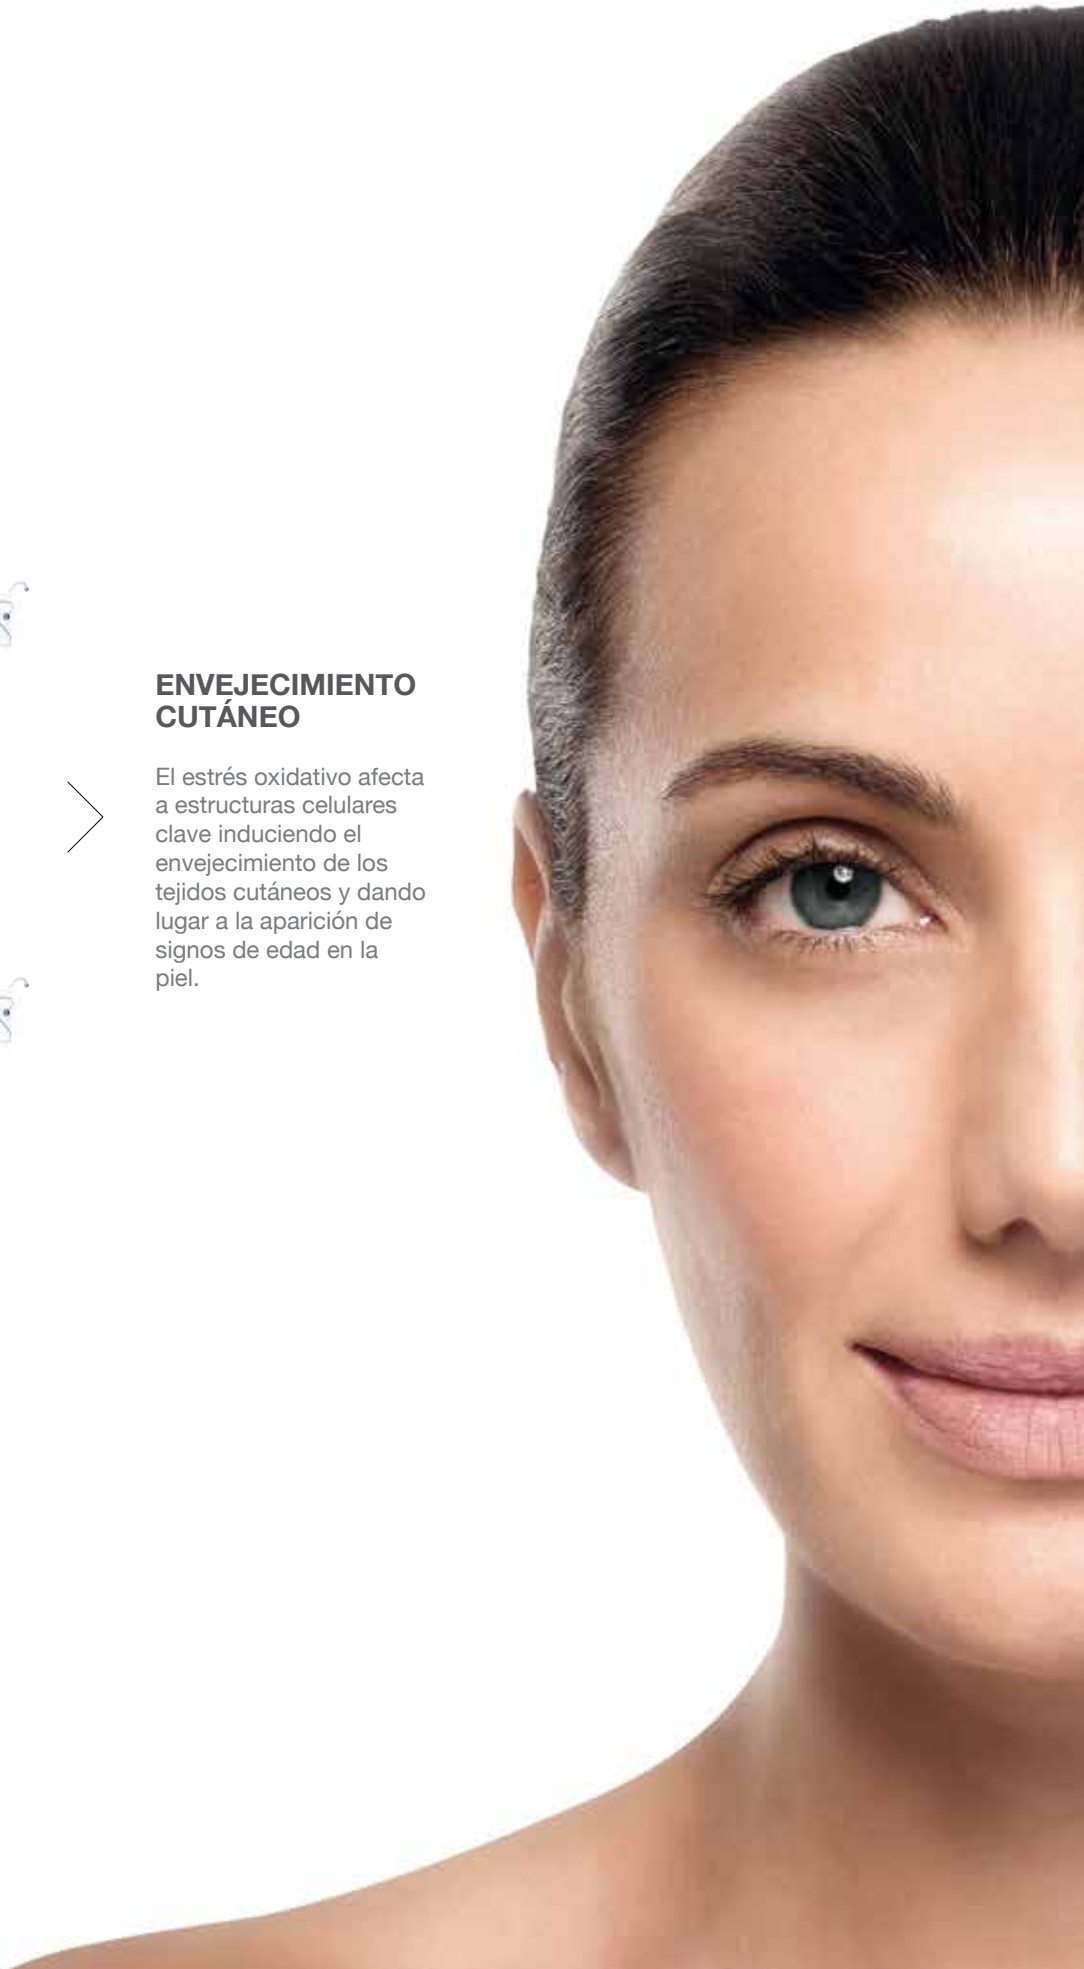 ENVEJECIMIENTO
CUTÁNEO
El estrés oxidativo afecta
a estructuras celulares
clave induciendo el
envejecimiento de los
tejidos cutáneos y dando
lugar a la aparición de
signos de edad en la
piel.